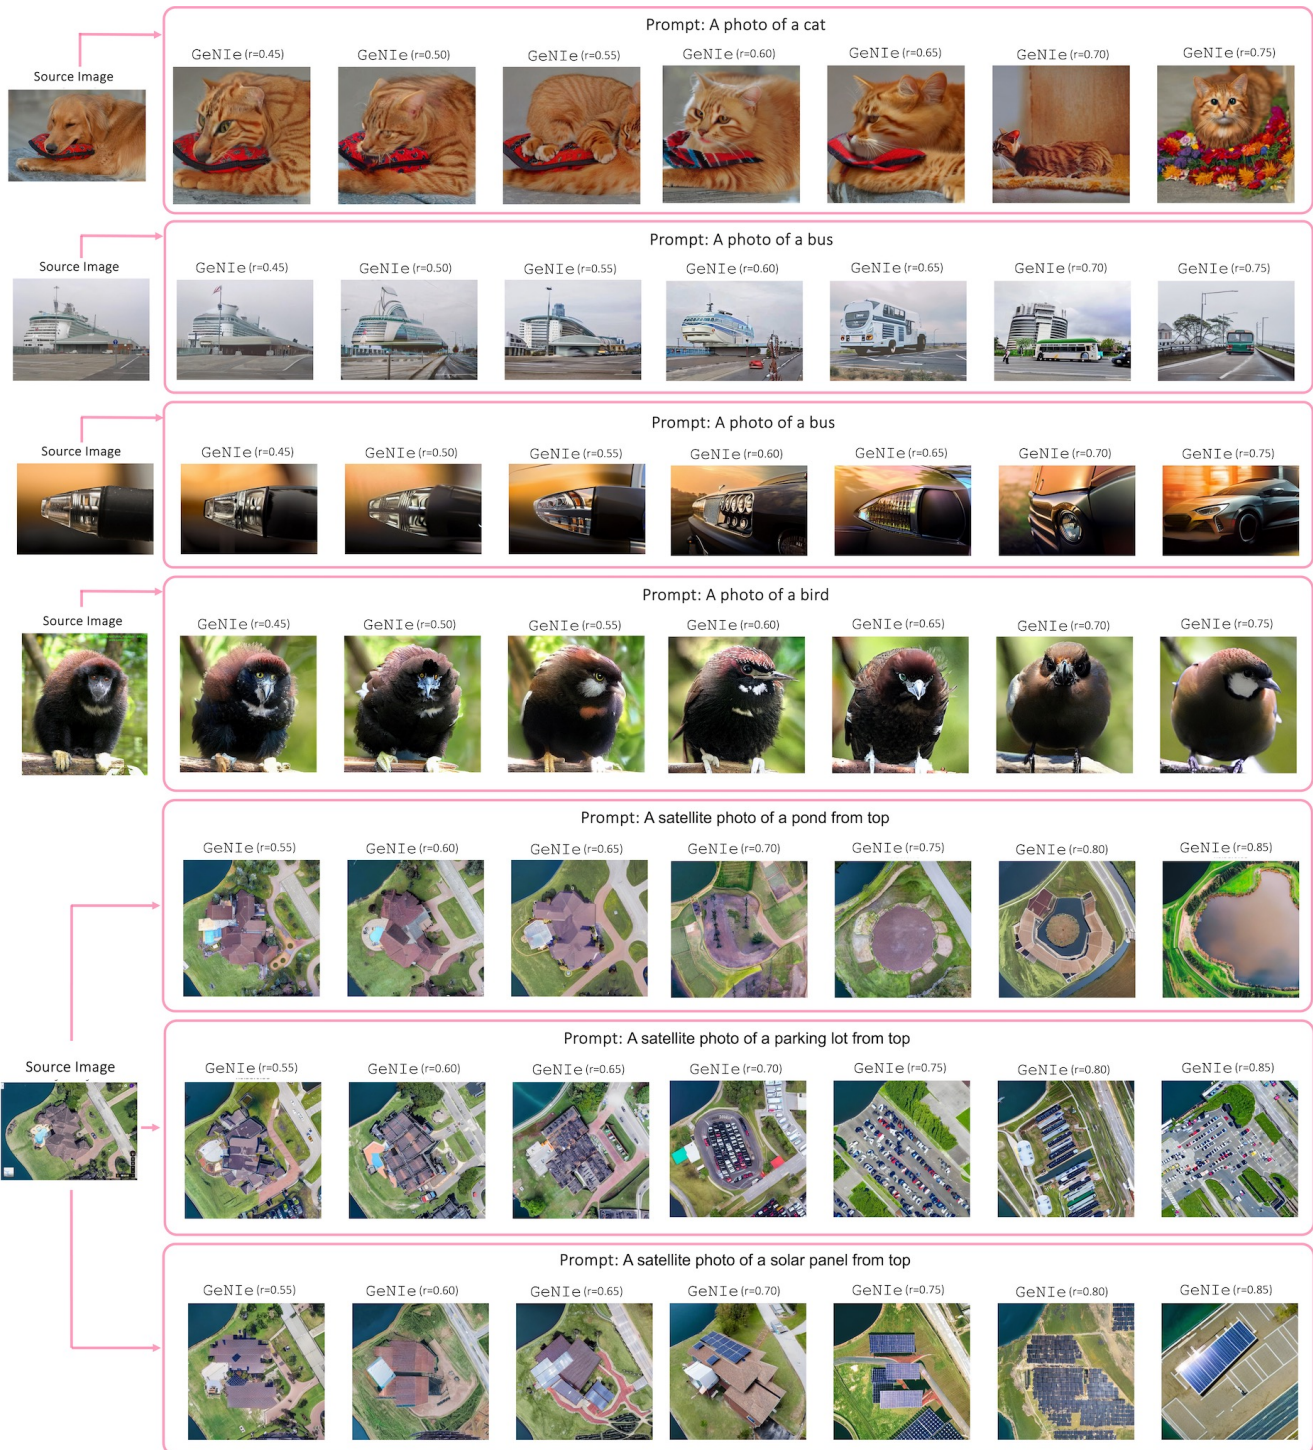 Prompt: A photo of a cat
GeNIe (r=0.45) GeNIe (r=0.50) GeNIe (r=0.55) GeNIe (r=0.60) GeNIe (r=0.65) GeNIe (r=0.70) GeNIe (r=0.75)
Source Image
Prompt: A photo of a bus
Source Image GeNIe (r=0.45) GeNIe (r=0.50) GeNIe (r=0.55) GeNIe (r=0.60) GeNIe (r=0.65) GeNIe (r=0.70) GeNIe (r=0.75)
Prompt: A photo of a bus
Source Image GeNIe (r=0.45) GeNIe (r=0.50) GeNIe (r=0.55) GeNIe (r=0.60) GeNIe (r=0.65) GeNIe (r=0.70) GeNIe (r=0.75)
Prompt: A photo of a bird
Source Image GeNIe (r=0.45) GeNIe (r=0.50) GeNIe (r=0.55) GeNIe (r=0.60) GeNIe (r=0.65) GeNIe (r=0.70) GeNIe (r=0.75)
Prompt: A satellite photo of a pond from top
GeNIe (r=0.55) GeNIe (r=0.60) GeNIe (r=0.65) GeNIe (r=0.70) GeNIe (r=0.75) GeNIe (r=0.80) GeNIe (r=0.85)
Prompt: A satellite photo of a parking lot from top
Source Image GeNIe (r=0.55) GeNIe (r=0.60) GeNIe (r=0.65) GeNIe (r=0.70) GeNIe (r=0.75) GeNIe (r=0.80) GeNIe (r=0.85)
Prompt: A satellite photo of a solar panel from top
GeNIe (r=0.55) GeNIe (r=0.60) GeNIe (r=0.65) GeNIe (r=0.70) GeNIe (r=0.75) GeNIe (r=0.80) GeNIe (r=0.85)